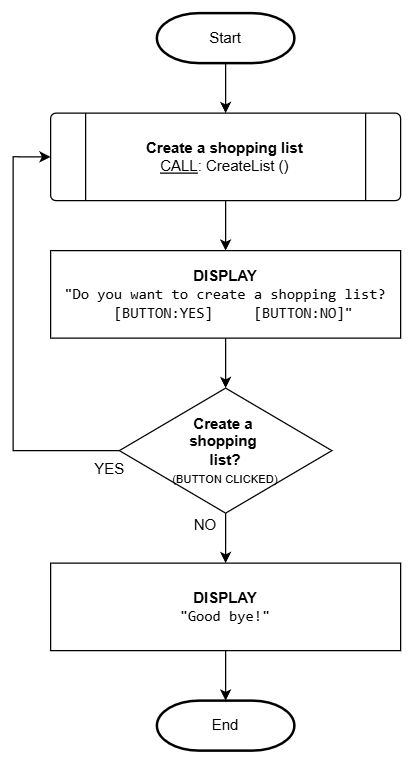 Start
Create a shopping list
CALL: CreateList ()
DISPLAY
"Do you want to create a shopping list?
[BUTTON:YES] [BUTTON:NO]"
Create a
shopping
list?
(BUTTON CLICKED)
YES
NO
DISPLAY
"Good bye!"
End